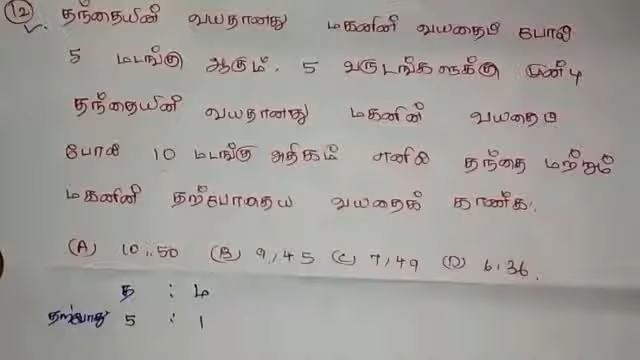 12 தந்தையின் வயதானது மகனின் வயதைப் போல்
5 மடங்கு ஆகும். 5 வருடங்களுக்கு முன்பு
தந்தையின் வயதானது மகனின் வயதைப்
போல 10 மடங்கு அதிகம் எனில் தந்தை மற்றும்
மகனின் தற்போதைய வயதைக் காண்க.
(A) 10, 50 (B) 9, 45 (C) 7, 49 (D) 6, 36.
த : ம
தற்போது 5 : 1